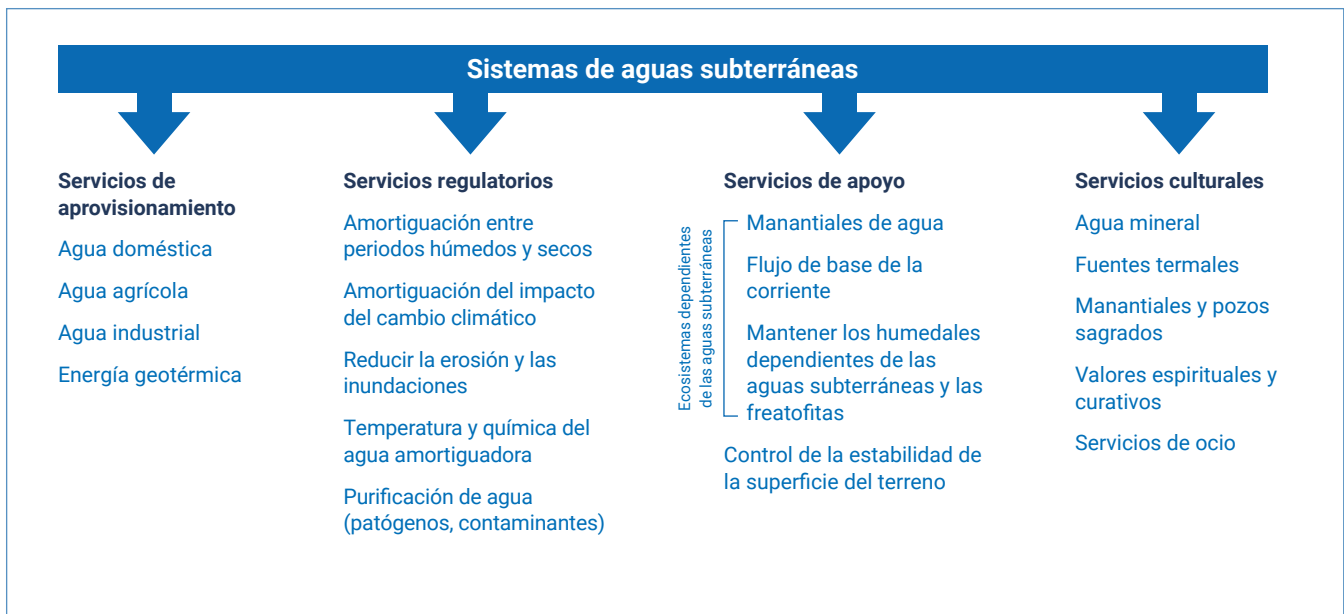 Sistemas de aguas subterráneas
Servicios de
aprovisionamiento
Agua doméstica
Agua agrícola
Agua industrial
Energía geotérmica
Servicios regulatorios
Amortiguación entre
periodos húmedos y secos
Amortiguación del impacto
del cambio climático
Reducir la erosión y las
inundaciones
Temperatura y química del
agua amortiguadora
Purificación de agua
(patógenos, contaminantes)
Servicios de apoyo
Ecosistemas dependientes
de las aguas subterráneas
Manantiales de agua
Flujo de base de la
corriente
Mantener los humedales
dependientes de las
aguas subterráneas y las
freatofitas
Control de la estabilidad de
la superficie del terreno
Servicios culturales
Agua mineral
Fuentes termales
Manantiales y pozos
sagrados
Valores espirituales y
curativos
Servicios de ocio